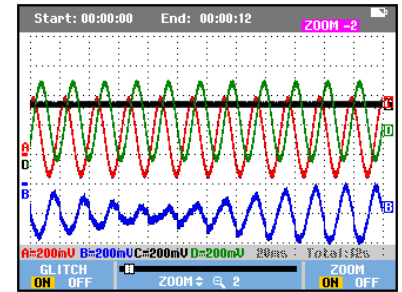 Start: 00:00:00 End: 00:00:12
ZOOM -2
C
A
D
D
B
B
A=200mV B=200mV C=200mV D=200mV 20ms Total:12s
GLITCH
ON OFF
ZOOM 2
ZOOM
ON OFF